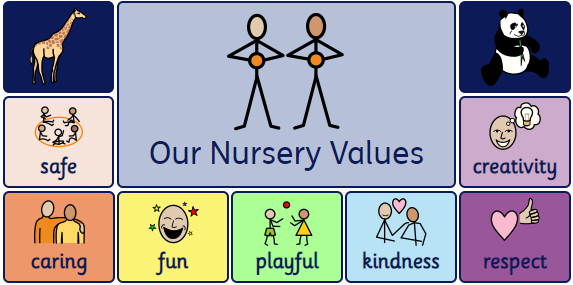 Our Nursery Values
safe
creativity
caring
fun
playful
kindness
respect